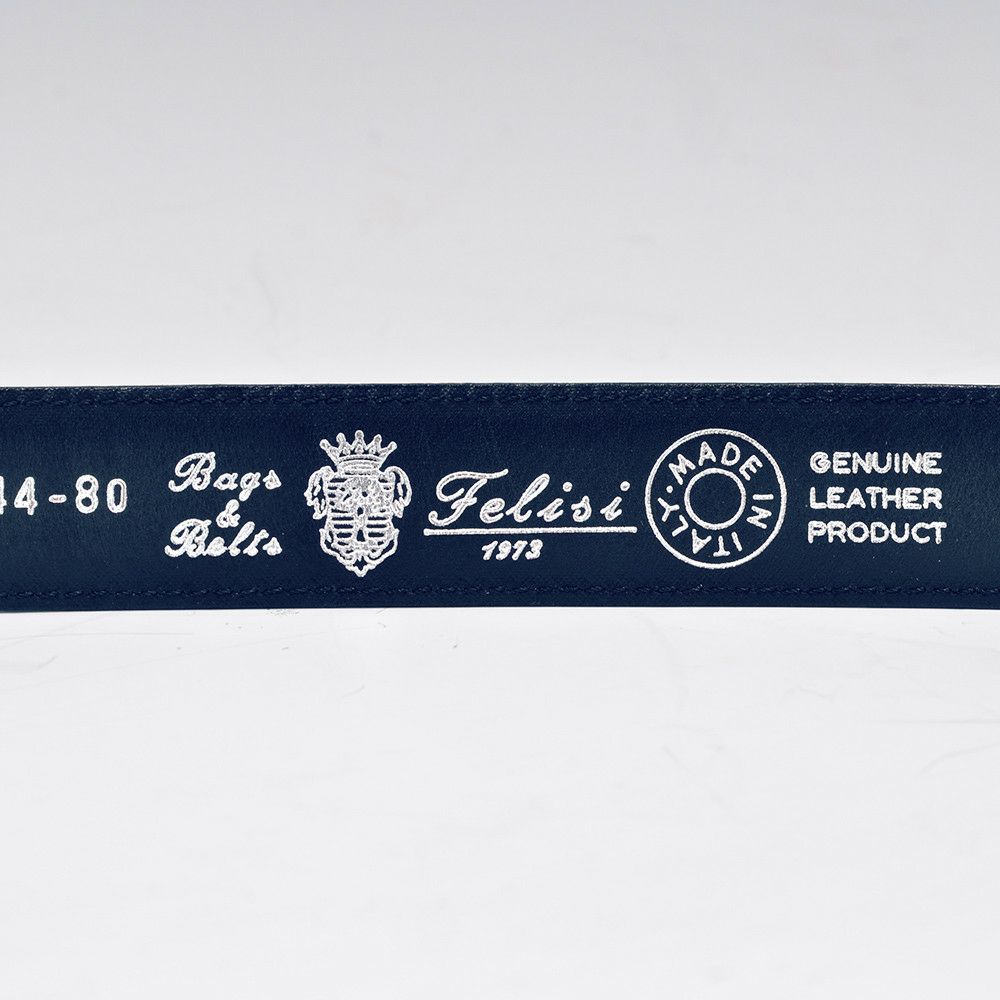 44-80
Bags
&
Belts
Felisi
1973
MADE IN ITALY
GENUINE
LEATHER
PRODUCT